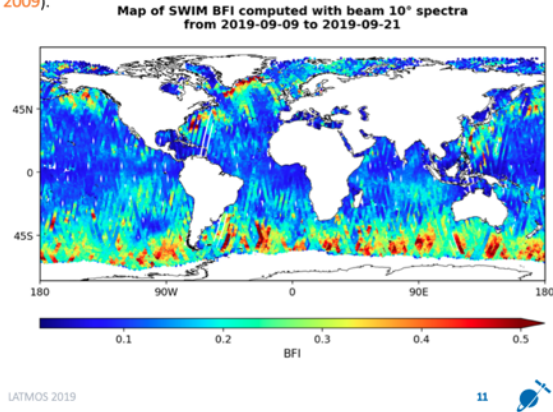 2009).
Map of SWIM BFI computed with beam 10° spectra
from 2019-09-09 to 2019-09-21
45N
0
45S
180 90W 0 90E 180
0.1 0.2 0.3 0.4 0.5
BFI
LATMOS 2019 11